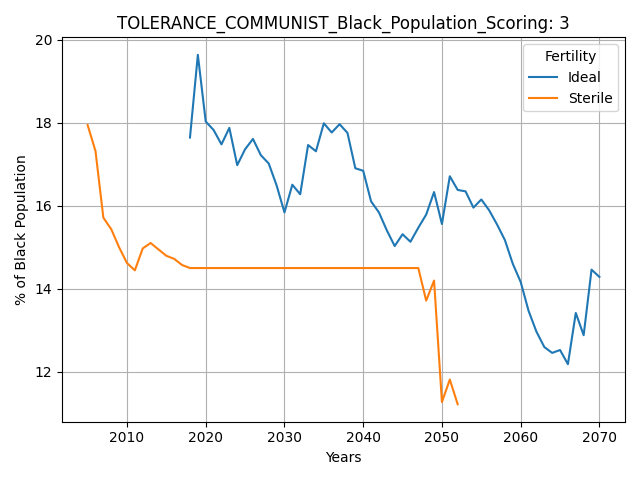 TOLERANCE_COMMUNIST_Black_Population_Scoring: 3
Fertility
Ideal
Sterile
% of Black Population
20
18
16
14
12
2010 2020 2030 2040 2050 2060 2070
Years